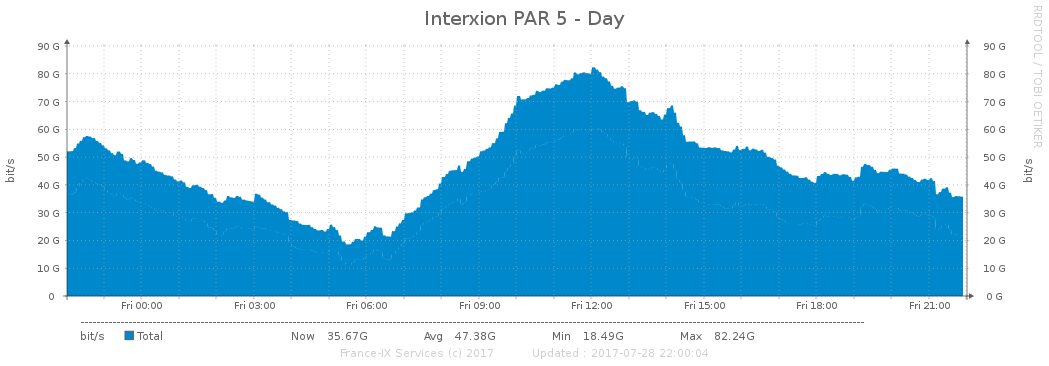 Interxion PAR 5 - Day
RRDTOOL / TOBI OETIKER
bit/s
90 G 90 G
80 G 80 G
70 G 70 G
60 G 60 G
50 G 50 G
40 G 40 G
30 G 30 G
20 G 20 G
10 G 10 G
0 0 G
bit/s
Fri 00:00 Fri 03:00 Fri 06:00 Fri 09:00 Fri 12:00 Fri 15:00 Fri 18:00 Fri 21:00
bit/s Total Now 35.67G Avg 47.38G Min 18.49G Max 82.24G
France-IX Services (c) 2017 Updated : 2017-07-28 22:00:04